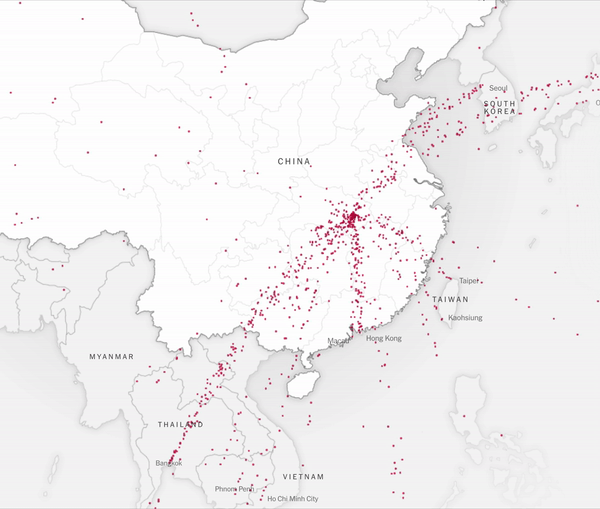 Seoul
SOUTH
KOREA
CHINA
Taipei
TAIWAN
Kaohsiung
Macau
Hong Kong
MYANMAR
THAILAND
Bangkok
VIETNAM
Phnom Penh
Ho Chi Minh City